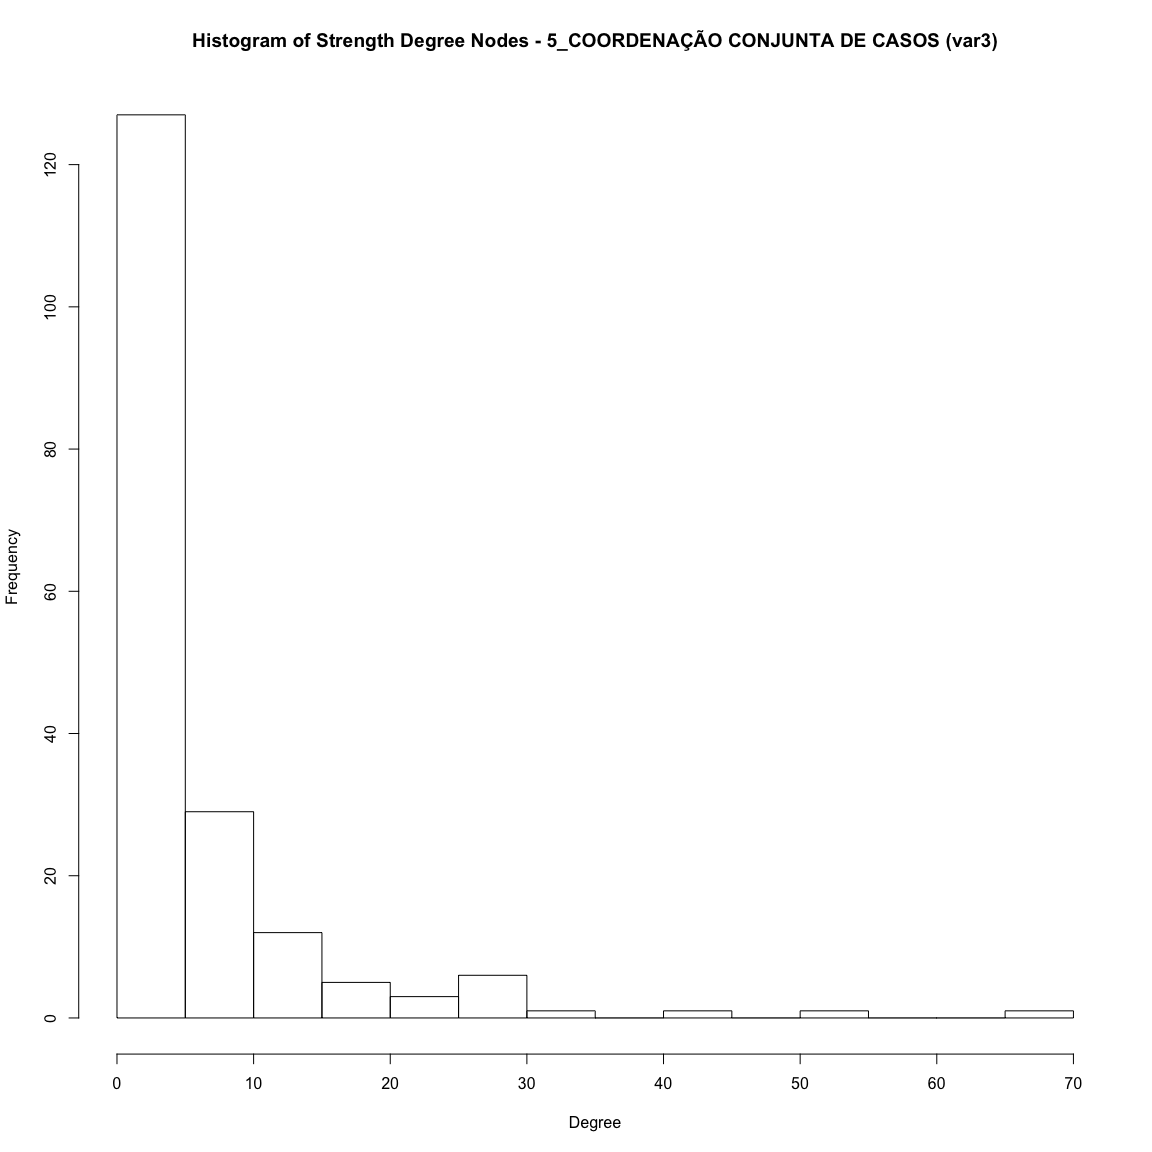 Histogram of Strength Degree Nodes - 5_COORDENAÇÃO CONJUNTA DE CASOS (var3)
Frequency
120
100
80
60
40
20
0
0 10 20 30 40 50 60 70
Degree